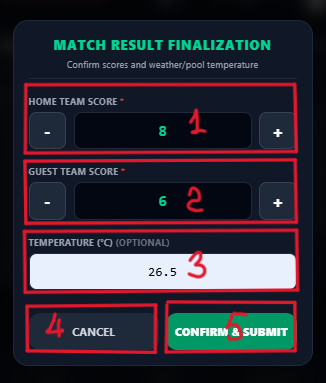 MATCH RESULT FINALIZATION
Confirm scores and weather/pool temperature
HOME TEAM SCORE *
- 8 1 +
GUEST TEAM SCORE *
- 6 2 +
TEMPERATURE (°C) (OPTIONAL)
26.5 3
4 CANCEL CONFIRM & SUBMIT 5